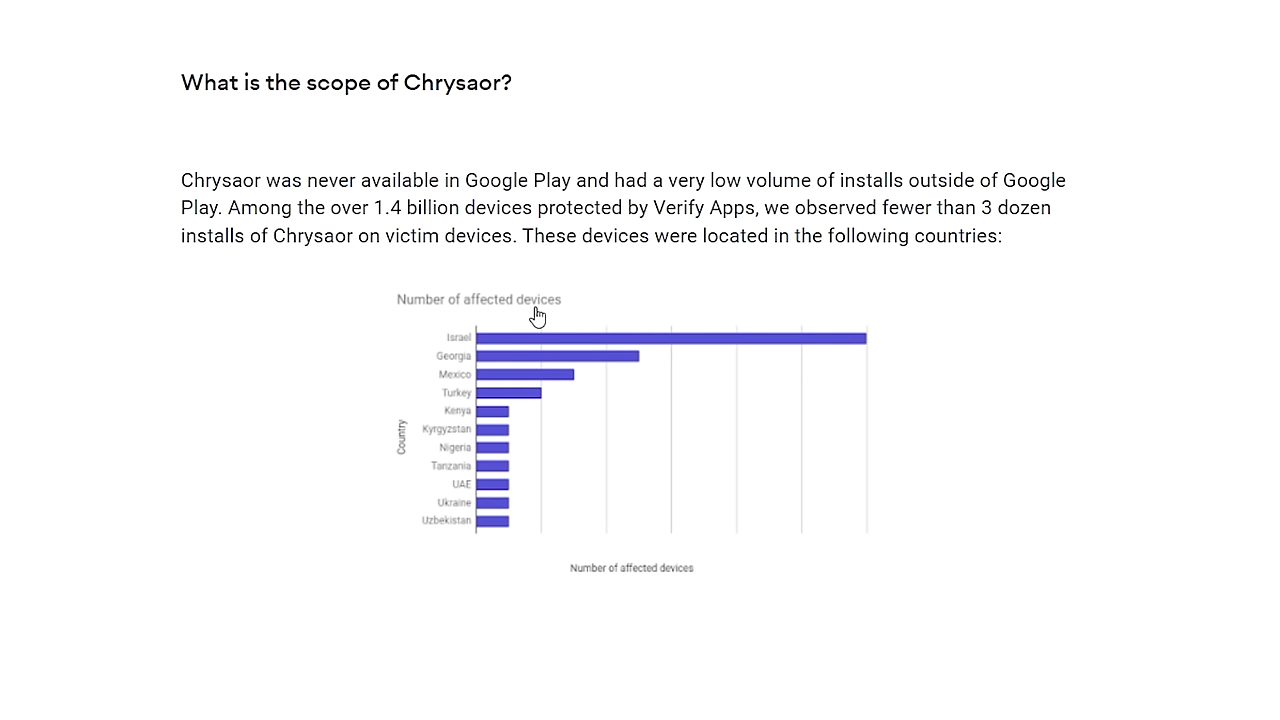 What is the scope of Chrysaor?
Chrysaor was never available in Google Play and had a very low volume of installs outside of Google
Play. Among the over 1.4 billion devices protected by Verify Apps, we observed fewer than 3 dozen
installs of Chrysaor on victim devices. These devices were located in the following countries:
Number of affected devices
Israel
Georgia
Mexico
Turkey
Kenya
Kyrgyzstan
Nigeria
Tanzania
UAE
Ukraine
Uzbekistan
Country
Number of affected devices